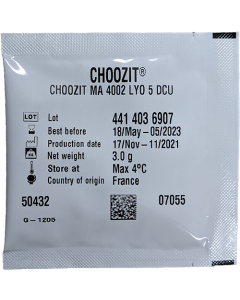 CHOOZIT®
CHOOZIT MA 4002 LYO 5 DCU
LOT Lot 441 403 6907
Best before 18/May - 05/2023
Production date 17/Nov - 11/2021
Net weight 3.0 g
Store at Max 4°C
Country of origin France
50432 07055
G - 1205